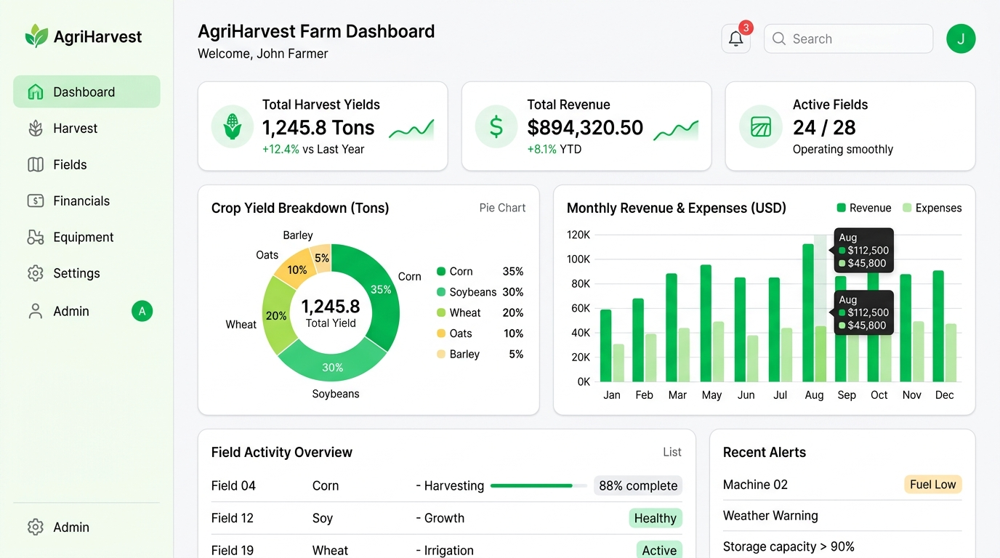 AgriHarvest
Dashboard
Harvest
Fields
Financials
Equipment
Settings
Admin
A
Admin
AgriHarvest Farm Dashboard
Welcome, John Farmer
3
Search
J
Total Harvest Yields
1,245.8 Tons
+12.4% vs Last Year
$
Total Revenue
$894,320.50
+8.1% YTD
Active Fields
24 / 28
Operating smoothly
Crop Yield Breakdown (Tons)
Pie Chart
Barley
Oats
Wheat
Corn
Soybeans
5%
10%
20%
35%
30%
1,245.8
Total Yield
Corn 35%
Soybeans 30%
Wheat 20%
Oats 10%
Barley 5%
Monthly Revenue & Expenses (USD)
Revenue
Expenses
120K
100K
80K
60K
40K
20K
0K
Aug
$112,500
$45,800
Aug
$112,500
$45,800
Jan Feb Mar May Jun Jul Aug Sep Oct Nov Dec
Field Activity Overview
List
Field 04 Corn - Harvesting 88% complete
Field 12 Soy - Growth Healthy
Field 19 Wheat - Irrigation Active
Recent Alerts
Machine 02 Fuel Low
Weather Warning
Storage capacity > 90%